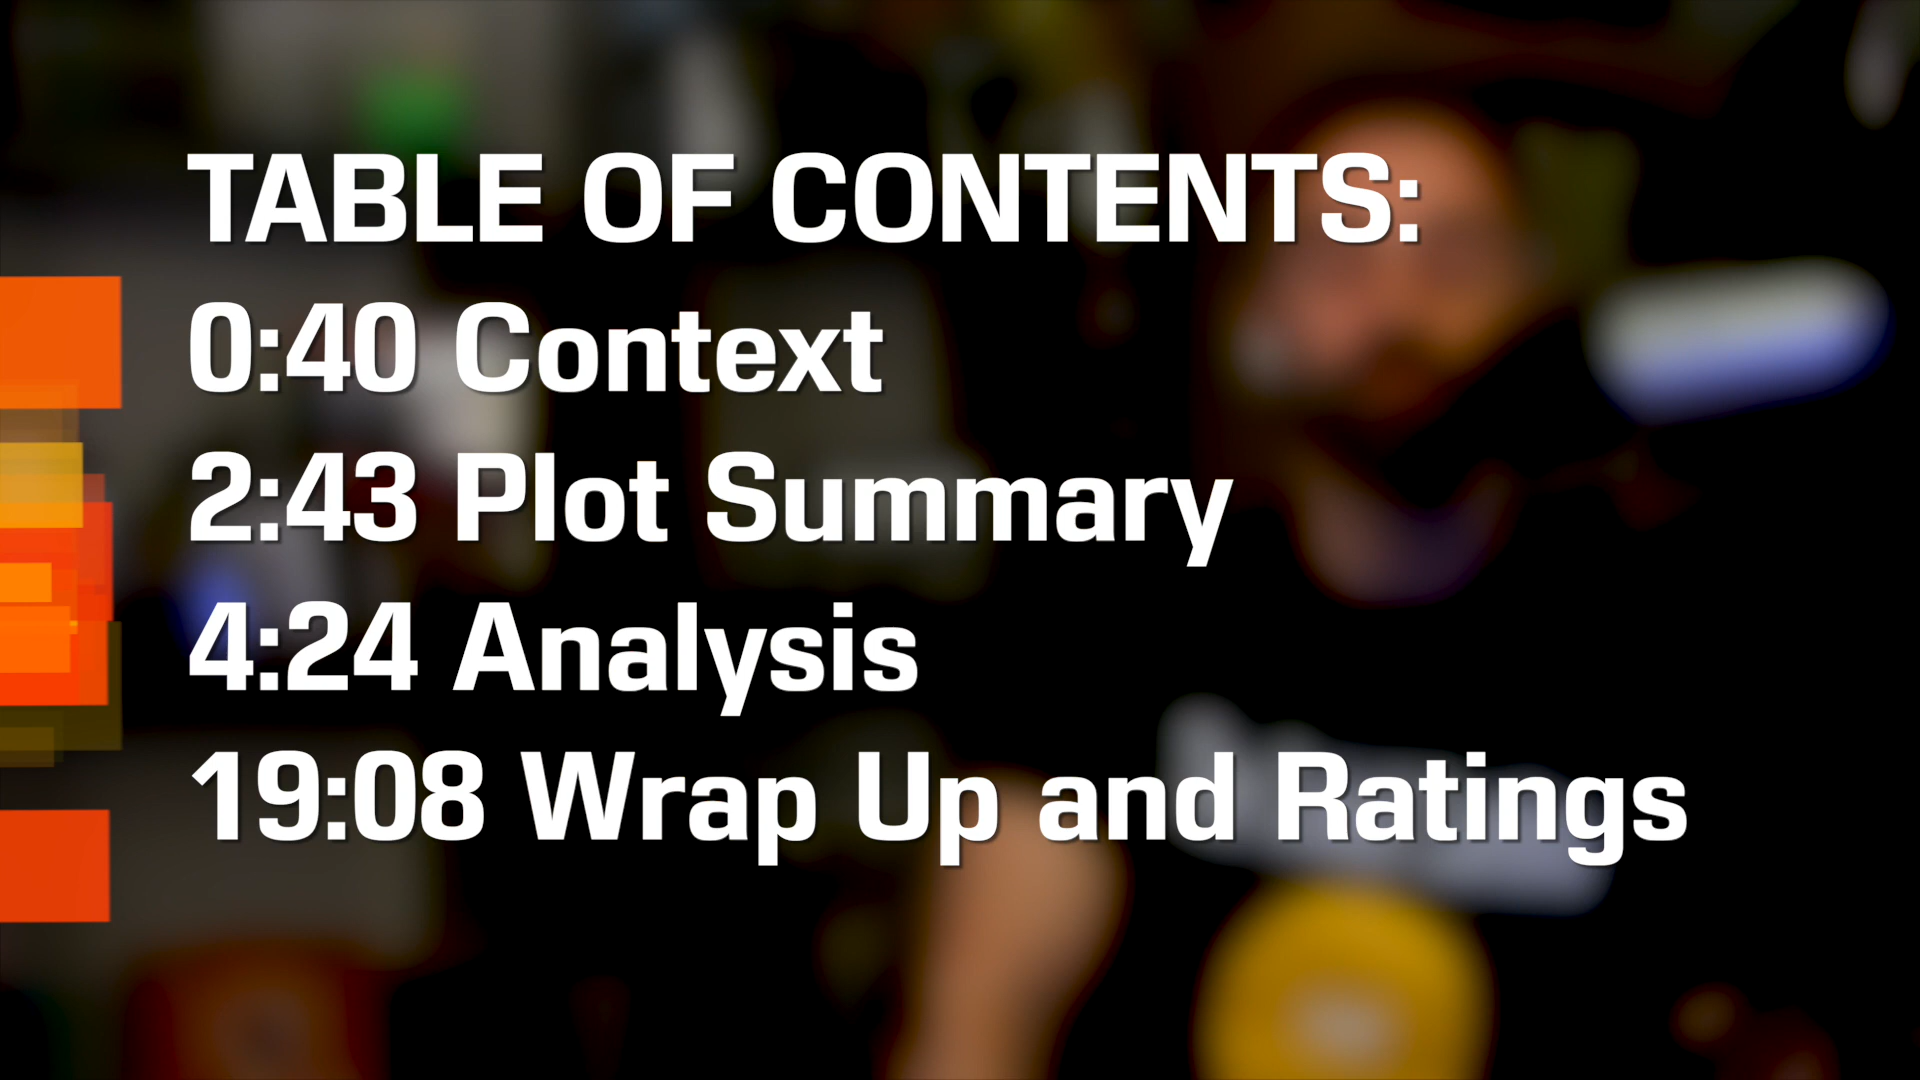 TABLE OF CONTENTS:
0:40 Context
2:43 Plot Summary
4:24 Analysis
19:08 Wrap Up and Ratings